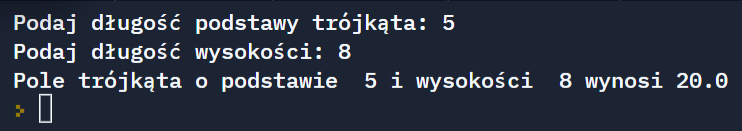 Podaj długość podstawy trójkąta: 5
Podaj długość wysokości: 8
Pole trójkąta o podstawie  5 i wysokości  8 wynosi 20.0
>